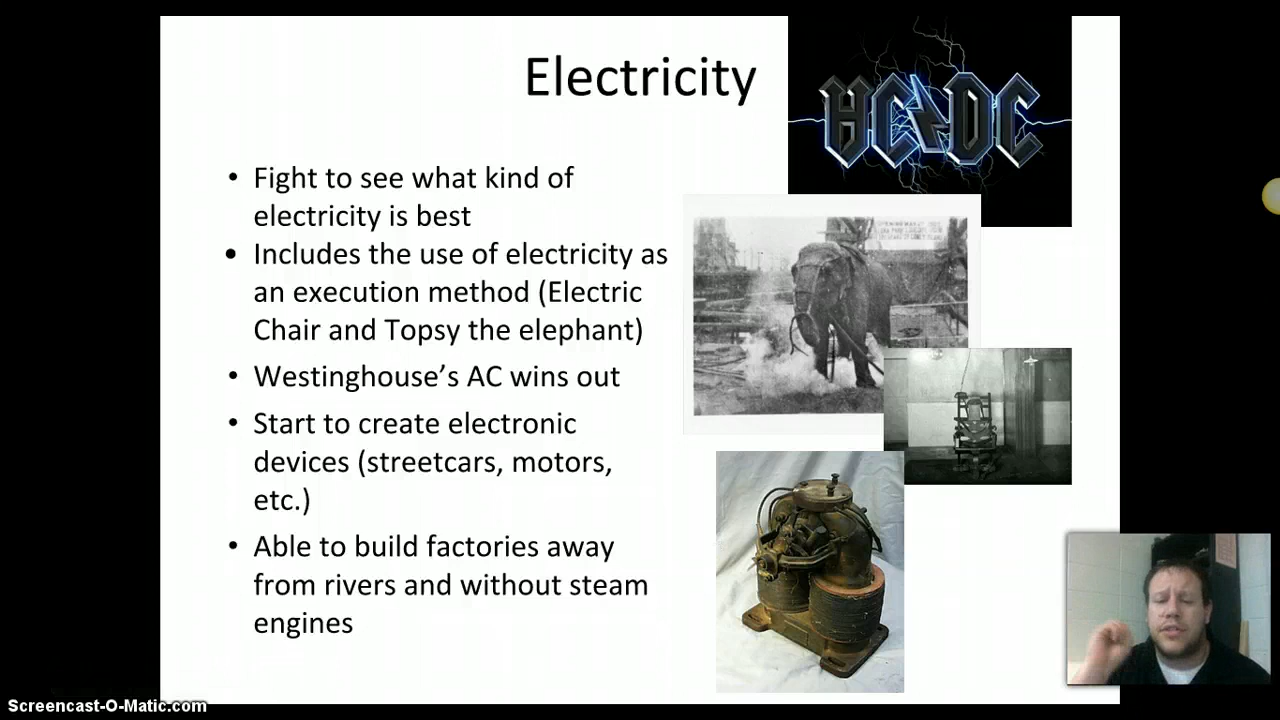 Electricity
AC DC
• Fight to see what kind of
electricity is best
• Includes the use of electricity as
an execution method (Electric
Chair and Topsy the elephant)
• Westinghouse’s AC wins out
• Start to create electronic
devices (streetcars, motors,
etc.)
• Able to build factories away
from rivers and without steam
engines
Screencast-O-Matic.com